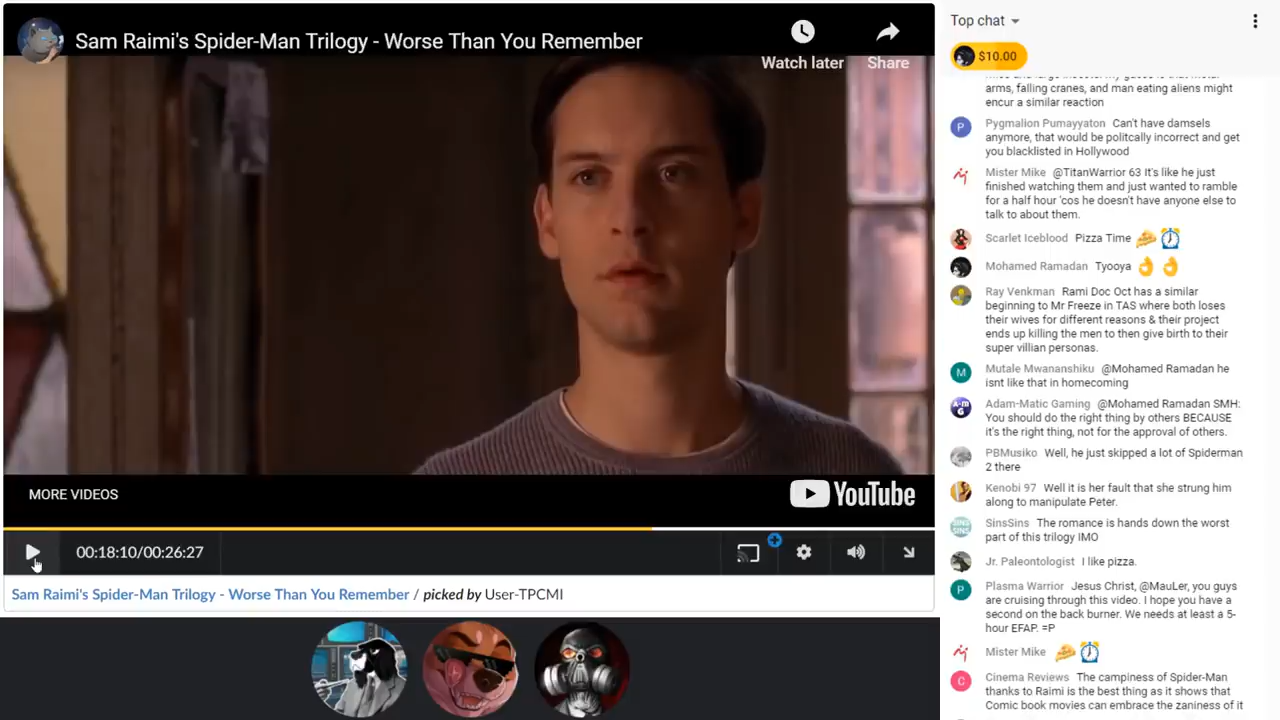 Sam Raimi's Spider-Man Trilogy - Worse Than You Remember
Watch later
Share
MORE VIDEOS
YouTube
00:18:10/00:26:27
Sam Raimi's Spider-Man Trilogy - Worse Than You Remember / picked by User-TPCMI
Top chat
$10.00
arms, falling cranes, and man eating aliens might
encur a similar reaction
P
Pygmalion Pumayyaton Can't have damsels
anymore, that would be politcally incorrect and get
you blacklisted in Hollywood
Mister Mike @TitanWarrior 63 It's like he just
finished watching them and just wanted to ramble
for a half hour 'cos he doesn't have anyone else to
talk to about them.
Scarlet Iceblood Pizza Time 🍕⏰
Mohamed Ramadan Tyooya 👌👌
Ray Venkman Rami Doc Oct has a similar
beginning to Mr Freeze in TAS where both loses
their wives for different reasons & their project
ends up killing the men to then give birth to their
super villian personas.
M
Mutale Mwananshiku @Mohamed Ramadan he
isnt like that in homecoming
A-M
G
Adam-Matic Gaming @Mohamed Ramadan SMH:
You should do the right thing by others BECAUSE
it's the right thing, not for the approval of others.
PBMusiko Well, he just skipped a lot of Spiderman
2 there
Kenobi 97 Well it is her fault that she strung him
along to manipulate Peter.
SINS
SINS
SinsSins The romance is hands down the worst
part of this trilogy IMO
Jr. Paleontologist I like pizza.
P
Plasma Warrior Jesus Christ, @MauLer, you guys
are cruising through this video. I hope you have a
second on the back burner. We needs at least a 5-
hour EFAP. =P
Mister Mike 🍕⏰
C
Cinema Reviews The campiness of Spider-Man
thanks to Raimi is the best thing as it shows that
Comic book movies can embrace the zaniness of it